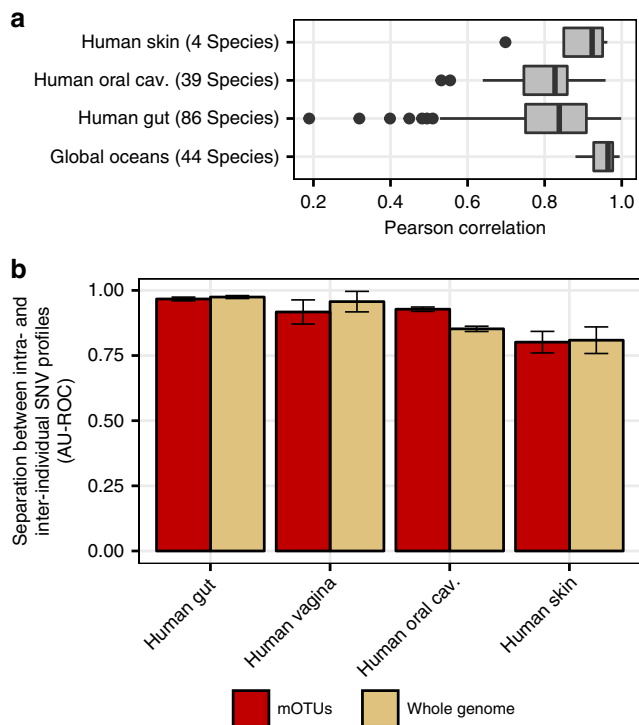 a
Human skin (4 Species)
Human oral cav. (39 Species)
Human gut (86 Species)
Global oceans (44 Species)
0.2 0.4 0.6 0.8 1.0
Pearson correlation
b
Separation between intra- and
inter-individual SNV profiles
(AU-ROC)
1.00
0.75
0.50
0.25
0.00
Human gut
Human vagina
Human oral cav.
Human skin
mOTUs
Whole genome